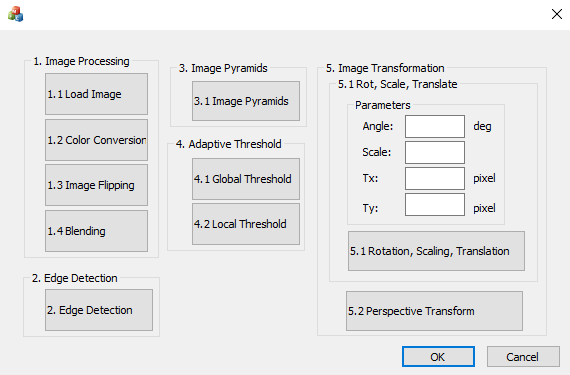 1. Image Processing
1.1 Load Image
1.2 Color Conversion
1.3 Image Flipping
1.4 Blending
2. Edge Detection
2. Edge Detection
3. Image Pyramids
3.1 Image Pyramids
4. Adaptive Threshold
4.1 Global Threshold
4.2 Local Threshold
5. Image Transformation
5.1 Rot, Scale, Translate
Parameters
Angle: deg
Scale:
Tx: pixel
Ty: pixel
5.1 Rotation, Scaling, Translation
5.2 Perspective Transform
OK Cancel